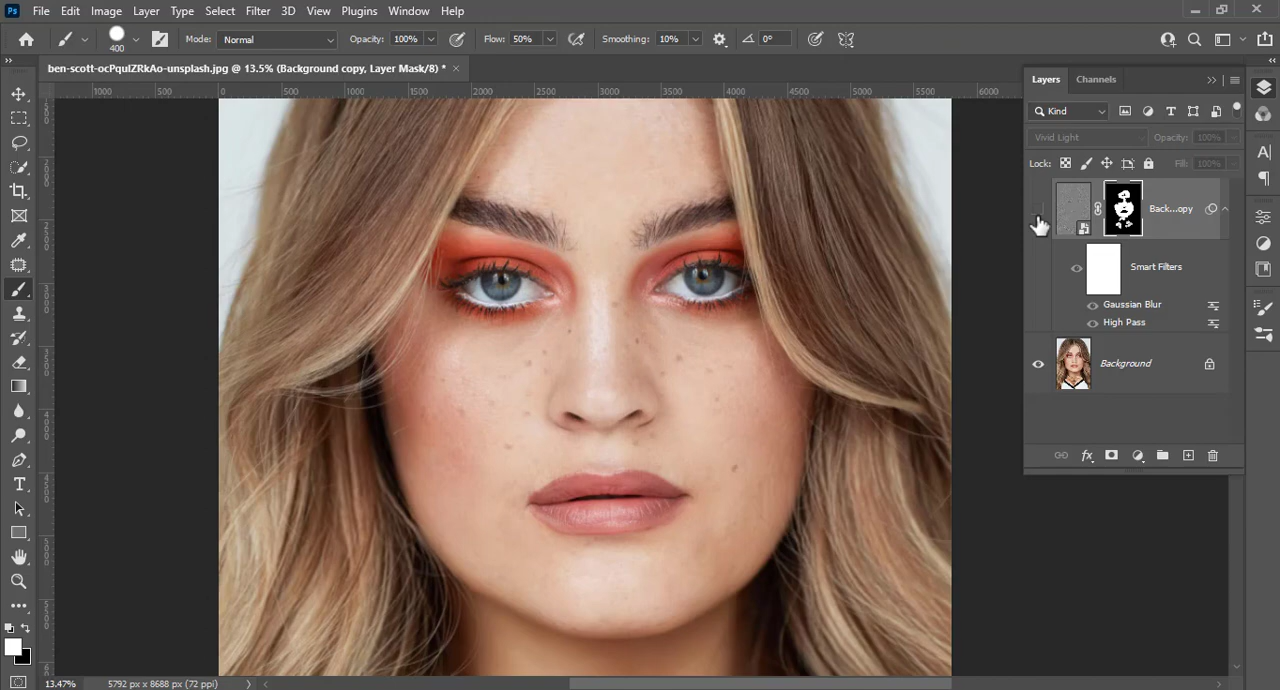 Ps File Edit Image Layer Type Select Filter 3D View Plugins Window Help
400 Mode: Normal Opacity: 100% Flow: 50% Smoothing: 10% 0°
ben-scott-ocPquIZRkAo-unsplash.jpg @ 13.5% (Background copy, Layer Mask/8) * ×
1000 500 0 500 1000 1500 2000 2500 3000 3500 4000 4500 5000 5500 6000
Layers Channels
Kind
Vivid Light Opacity: 100%
Lock: Fill: 100%
Back...opy
Smart Filters
Gaussian Blur
High Pass
Background
fx
13.47% 5792 px x 8688 px (72 ppi)